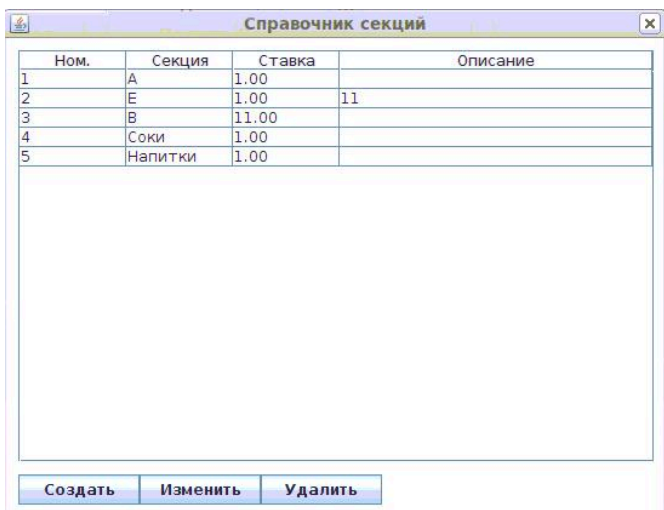 Справочник секций
Ном. Секция Ставка Описание
1 А 1.00
2 Е 1.00 11
3 В 11.00
4 Соки 1.00
5 Напитки 1.00
Создать Изменить Удалить